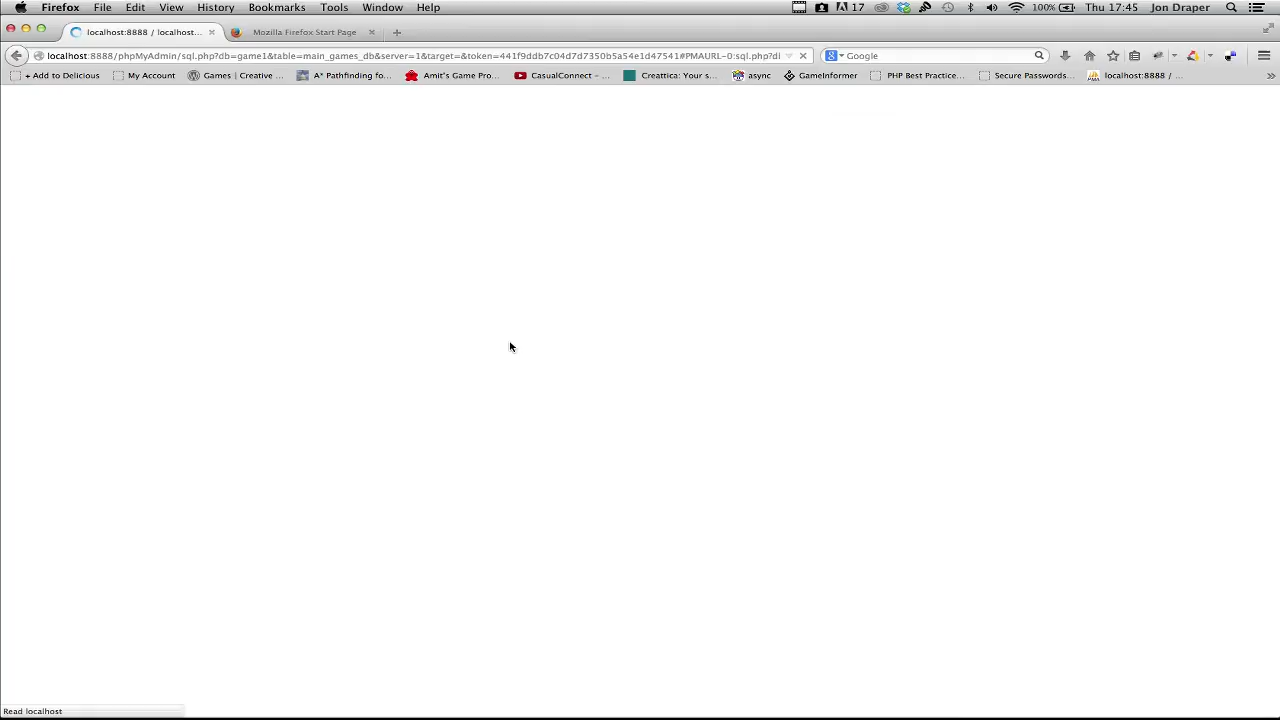 Firefox File Edit View History Bookmarks Tools Window Help 17 100% Thu 17:45 Jon Draper
localhost:8888 / localhost... Mozilla Firefox Start Page
localhost:8888/phpMyAdmin/sql.php?db=game1&table=main_games_db&server=1&target=&token=441f9ddb7c04d7d7350b5a54e1d47541#PMAURL-0:sql.php?dl Google
+ Add to Delicious My Account Games | Creative ... A* Pathfinding fo... Amit's Game Pro... CasualConnect - ... Creattica: Your s... async GameInformer PHP Best Practice... Secure Passwords... localhost:8888 / ...
Read localhost